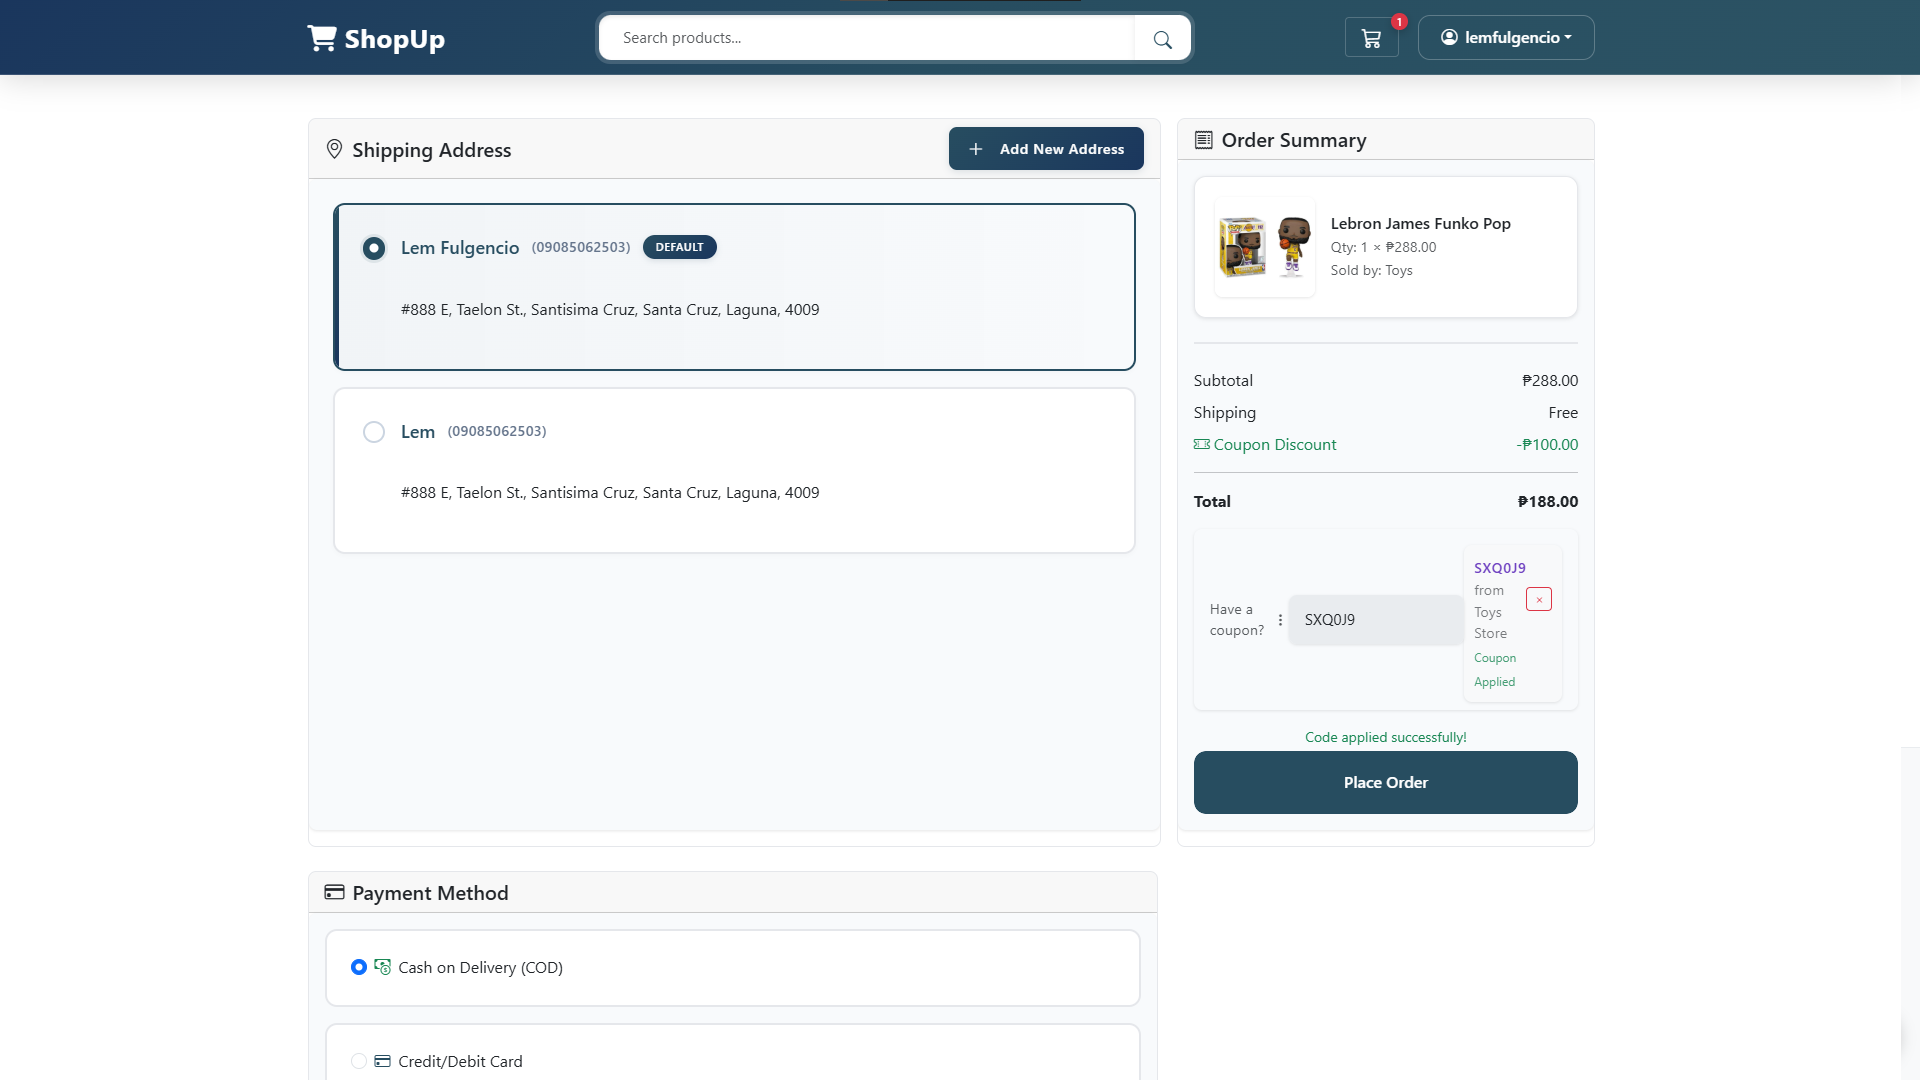 ShopUp
Search products...
1
lemfulgencio
Shipping Address
Add New Address
Lem Fulgencio (09085062503) DEFAULT
#888 E, Taelon St., Santisima Cruz, Santa Cruz, Laguna, 4009
Lem (09085062503)
#888 E, Taelon St., Santisima Cruz, Santa Cruz, Laguna, 4009
Order Summary
Lebron James Funko Pop
Qty: 1 × ₱288.00
Sold by: Toys
Subtotal ₱288.00
Shipping Free
Coupon Discount -₱100.00
Total ₱188.00
Have a
coupon?
SXQ0J9
SXQ0J9
from
Toys
Store
Coupon
Applied
×
Code applied successfully!
Place Order
Payment Method
Cash on Delivery (COD)
Credit/Debit Card